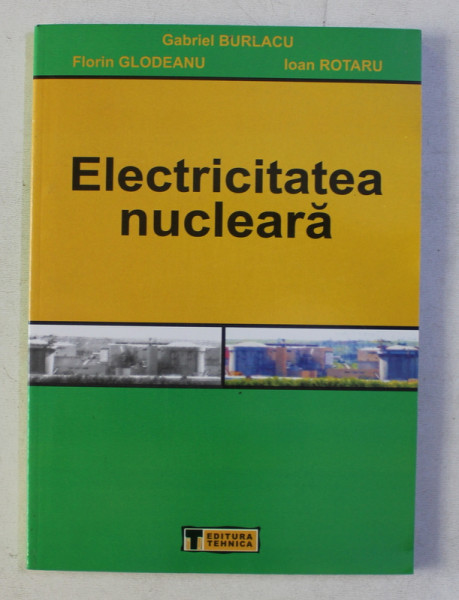 Gabriel BURLACU
Florin GLODEANU Ioan ROTARU
Electricitatea
nucleară
T EDITURA
TEHNICA